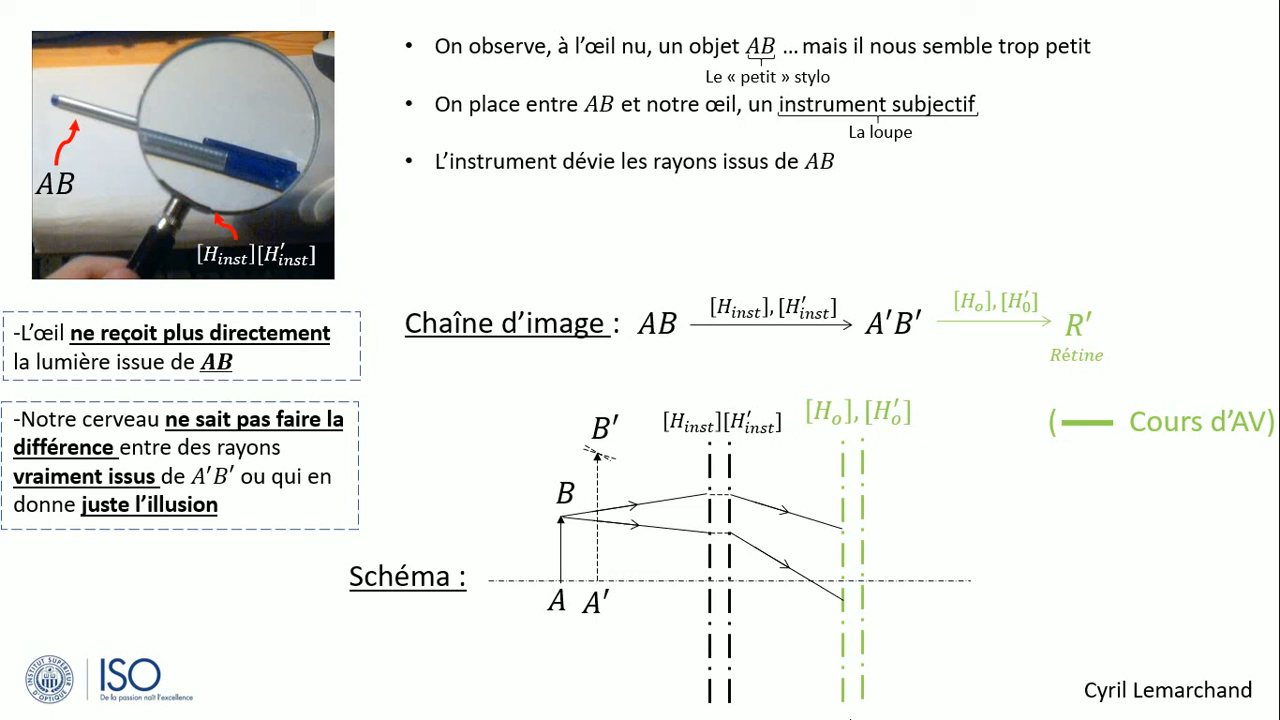 • On observe, à l’œil nu, un objet AB … mais il nous semble trop petit
Le « petit » stylo
• On place entre AB et notre œil, un instrument subjectif
La loupe
• L’instrument dévie les rayons issus de AB
AB
[H_inst][H'_inst]
-L’œil ne reçoit plus directement
la lumière issue de AB
Chaîne d’image : AB [H_inst],[H'_inst] A'B' [H_o],[H'_0] R'
Rétine
-Notre cerveau ne sait pas faire la
différence entre des rayons
vraiment issus de A'B' ou qui en
donne juste l’illusion
B' [H_inst][H'_inst] [H_o],[H'_o] ( Cours d’AV)
B
Schéma :
A A'
INSTITUT SUPÉRIEUR D'OPTIQUE
ISO
De la passion naît l'excellence
Cyril Lemarchand